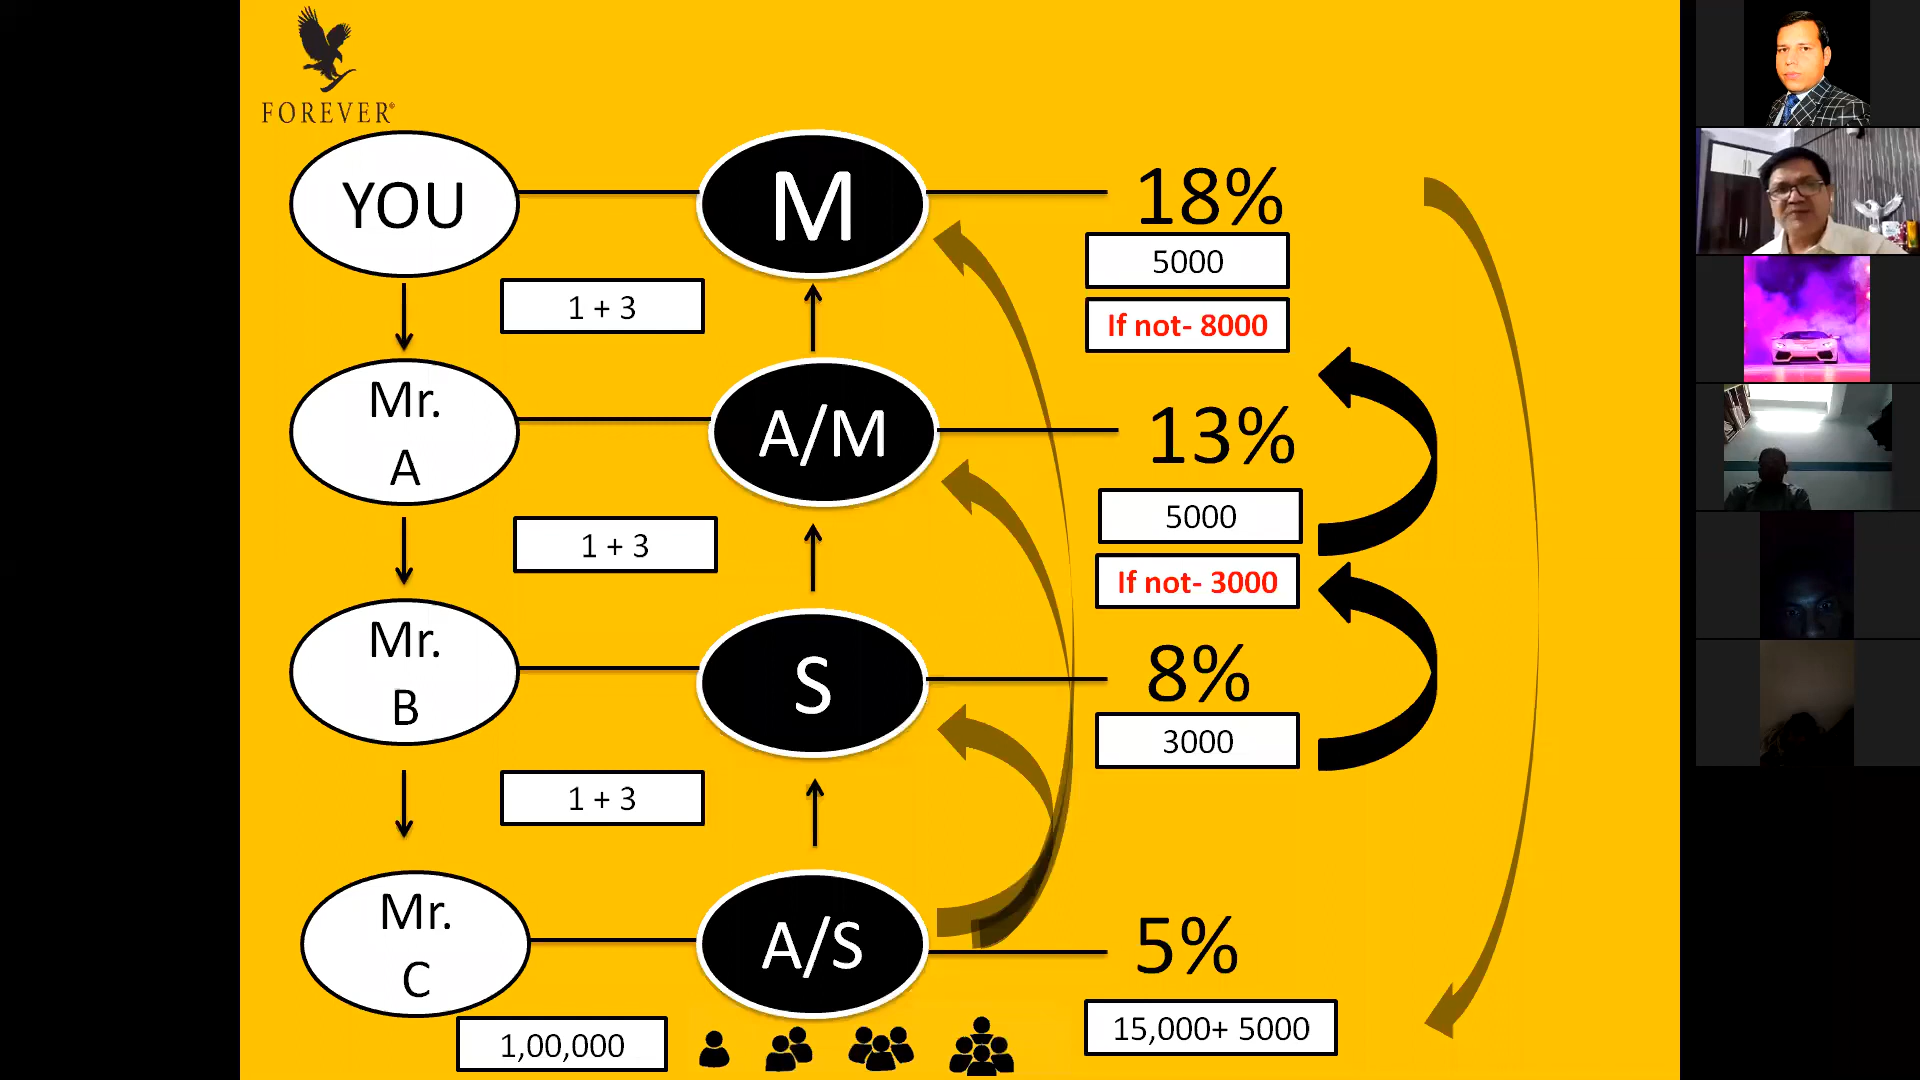 FOREVER®
YOU
M
18%
5000
1 + 3
If not- 8000
Mr.
A
A/M
13%
5000
1 + 3
If not- 3000
Mr.
B
S
8%
3000
1 + 3
Mr.
C
A/S
5%
1,00,000
15,000+ 5000